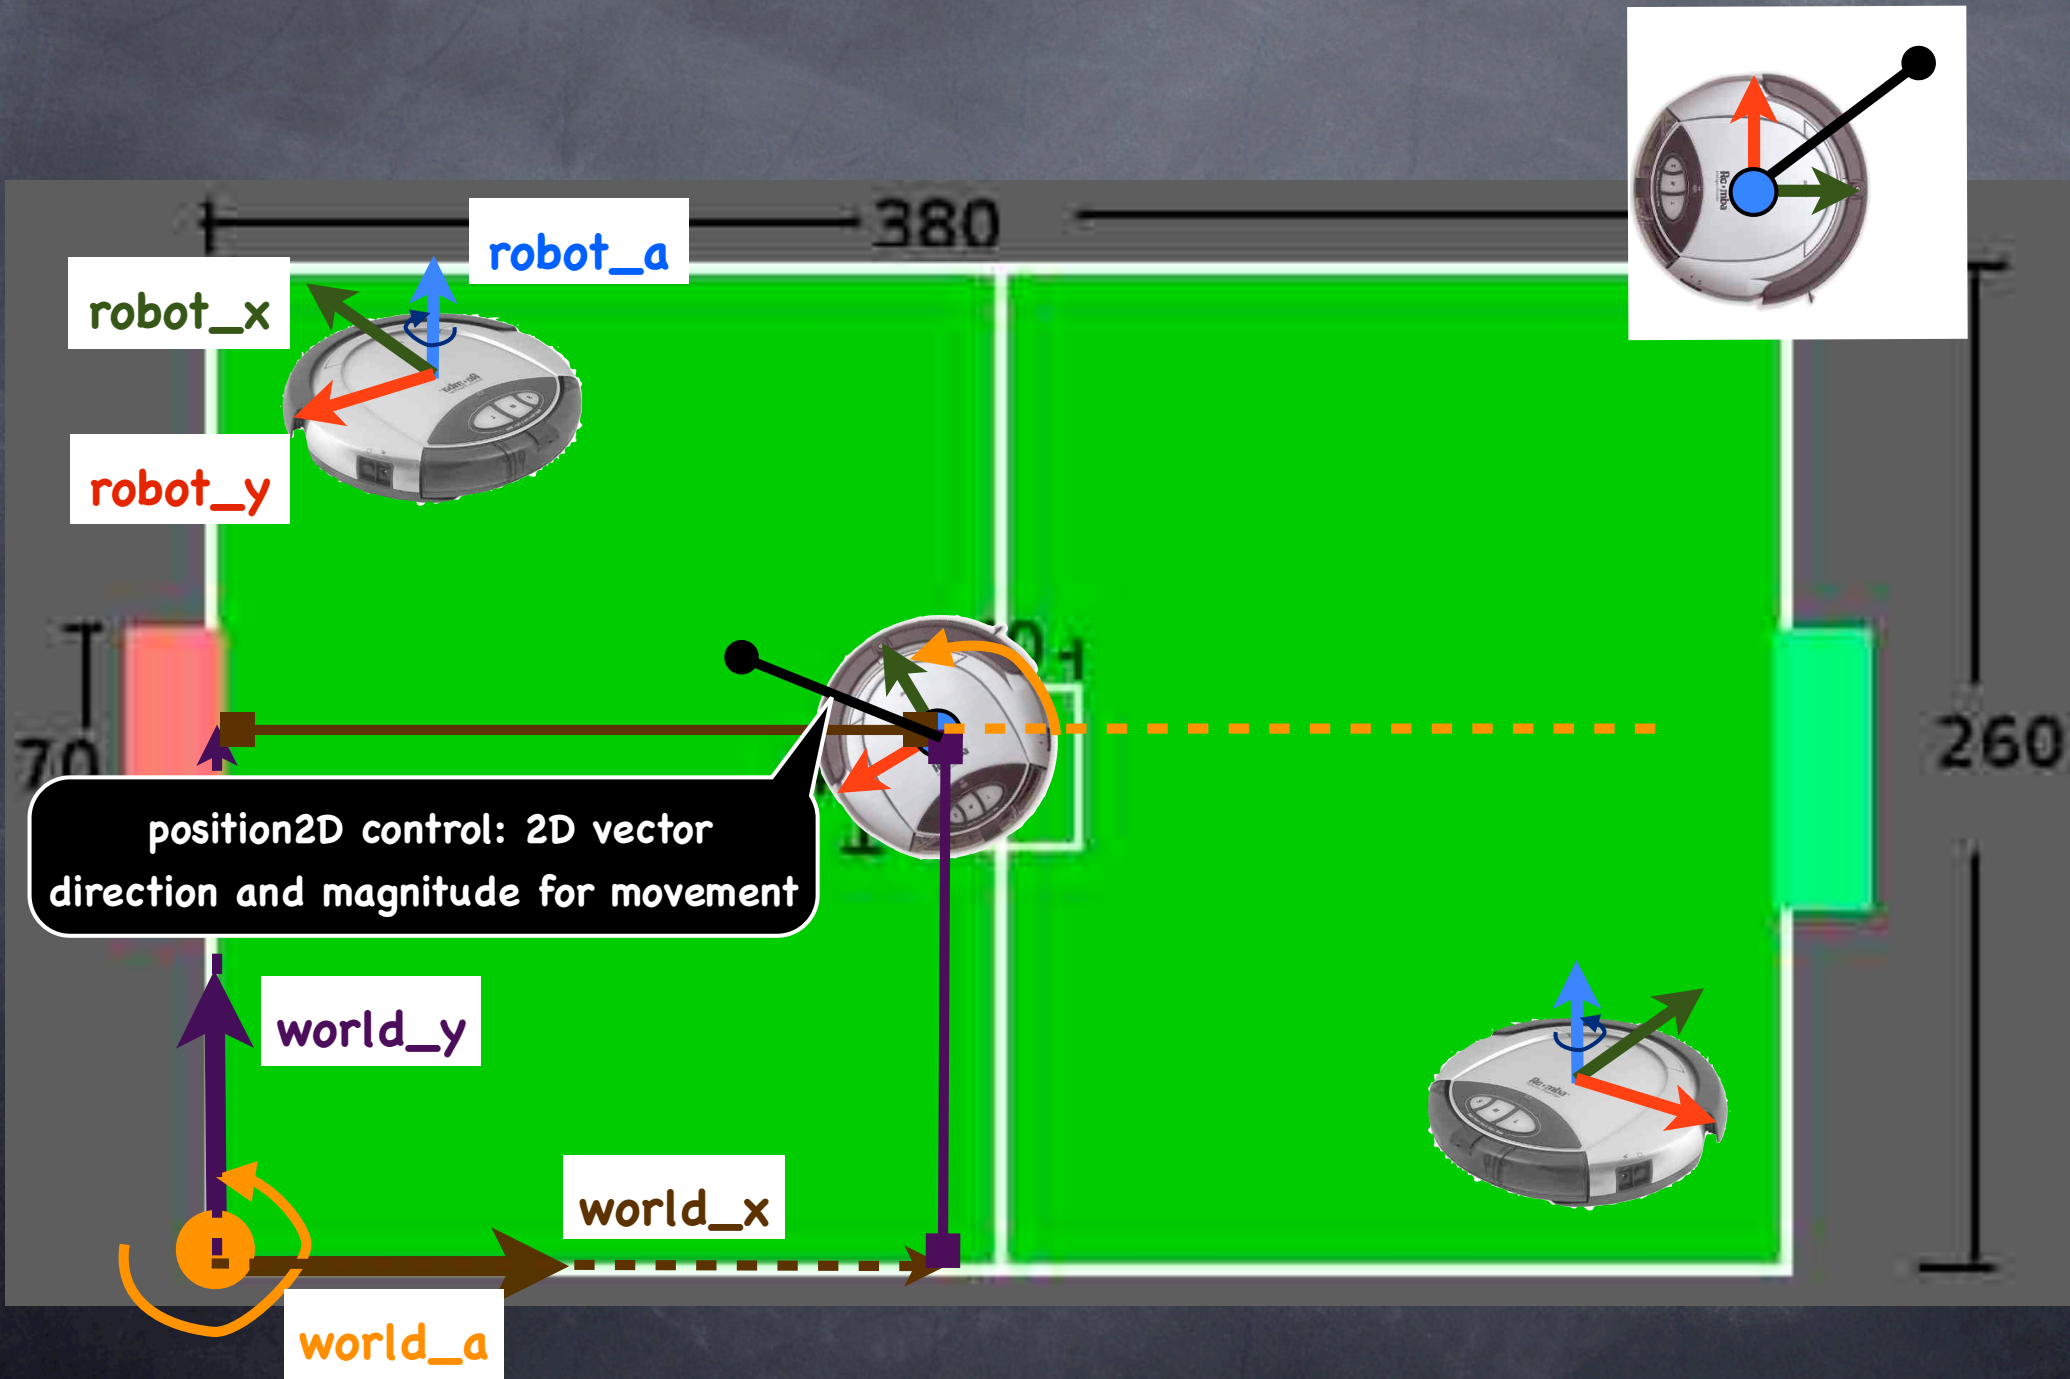 380
robot_a
robot_x
robot_y
70
260
position2D control: 2D vector
direction and magnitude for movement
world_y
world_x
world_a